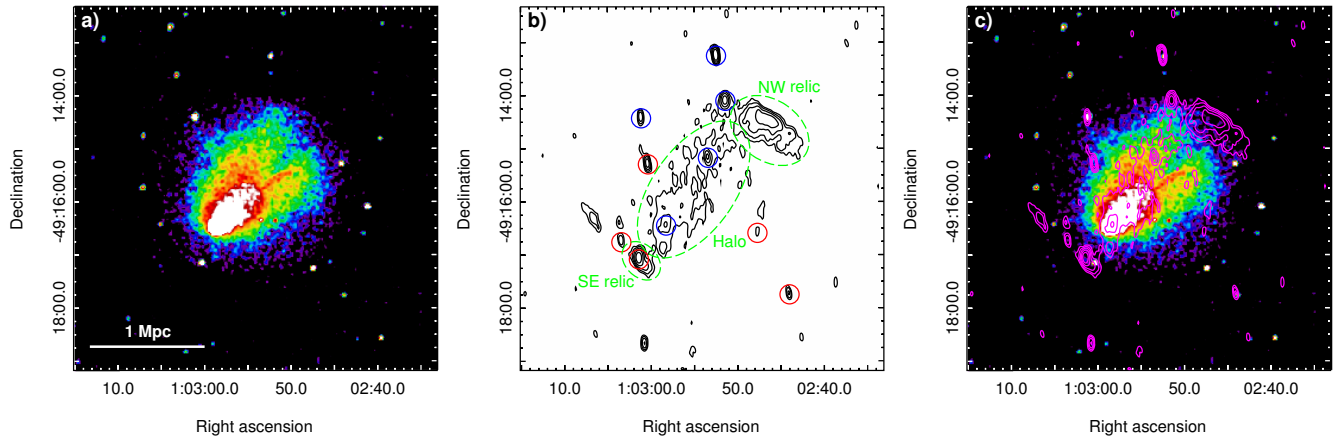 a)
1 Mpc
14:00.0
-49:16:00.0
18:00.0
Declination
10.0
1:03:00.0
50.0
02:40.0
Right ascension
b)
NW relic
Halo
SE relic
14:00.0
-49:16:00.0
18:00.0
Declination
10.0
1:03:00.0
50.0
02:40.0
Right ascension
c)
14:00.0
-49:16:00.0
18:00.0
Declination
10.0
1:03:00.0
50.0
02:40.0
Right ascension